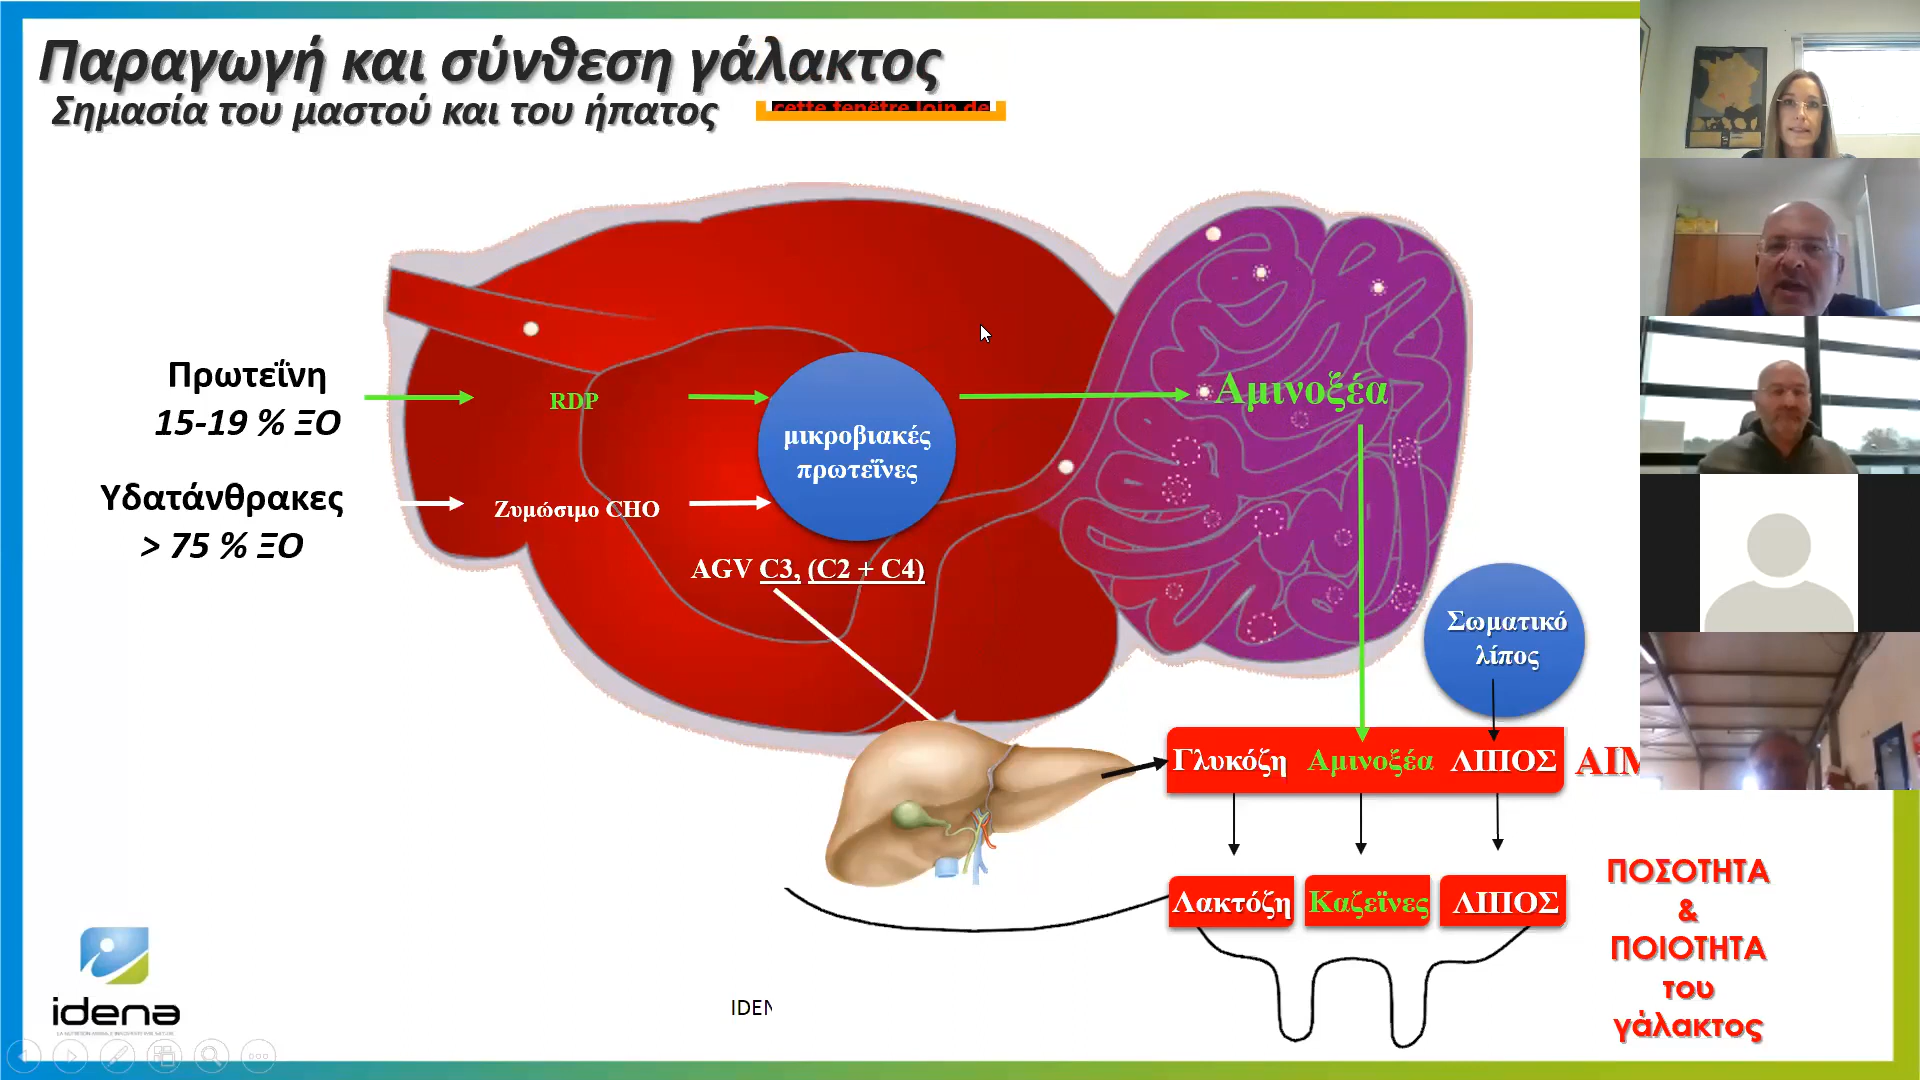 Παραγωγή και σύνθεση γάλακτος
Σημασία του μαστού και του ήπατος
cette fenêtre loin de
Πρωτεΐνη
15-19 % ΞΟ
RDP
μικροβιακές
πρωτεΐνες
Αμινοξέα
Υδατάνθρακες
> 75 % ΞΟ
Ζυμώσιμο CHO
AGV C3, (C2 + C4)
Σωματικό
λίπος
Γλυκόζη Αμινοξέα ΛΙΠΟΣ
Λακτόζη Καζεΐνες ΛΙΠΟΣ
ΠΟΣΟΤΗΤΑ
&
ΠΟΙΟΤΗΤΑ
του
γάλακτος
idena